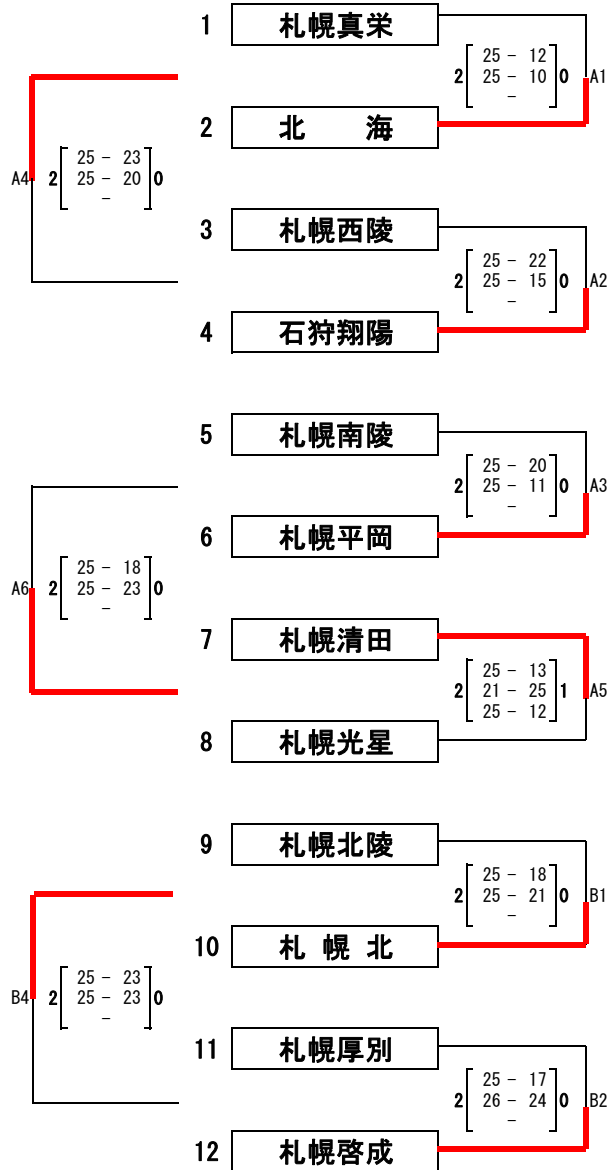 1 札幌真栄
25 - 12
2 25 - 10 0 A1
-
2 北 海
25 - 23
A4 2 25 - 20 0
-
3 札幌西陵
25 - 22
2 25 - 15 0 A2
-
4 石狩翔陽
5 札幌南陵
25 - 20
2 25 - 11 0 A3
-
6 札幌平岡
25 - 18
A6 2 25 - 23 0
-
7 札幌清田
25 - 13
2 21 - 25 1 A5
25 - 12
8 札幌光星
9 札幌北陵
25 - 18
2 25 - 21 0 B1
-
10 札 幌 北
25 - 23
B4 2 25 - 23 0
-
11 札幌厚別
25 - 17
2 26 - 24 0 B2
-
12 札幌啓成